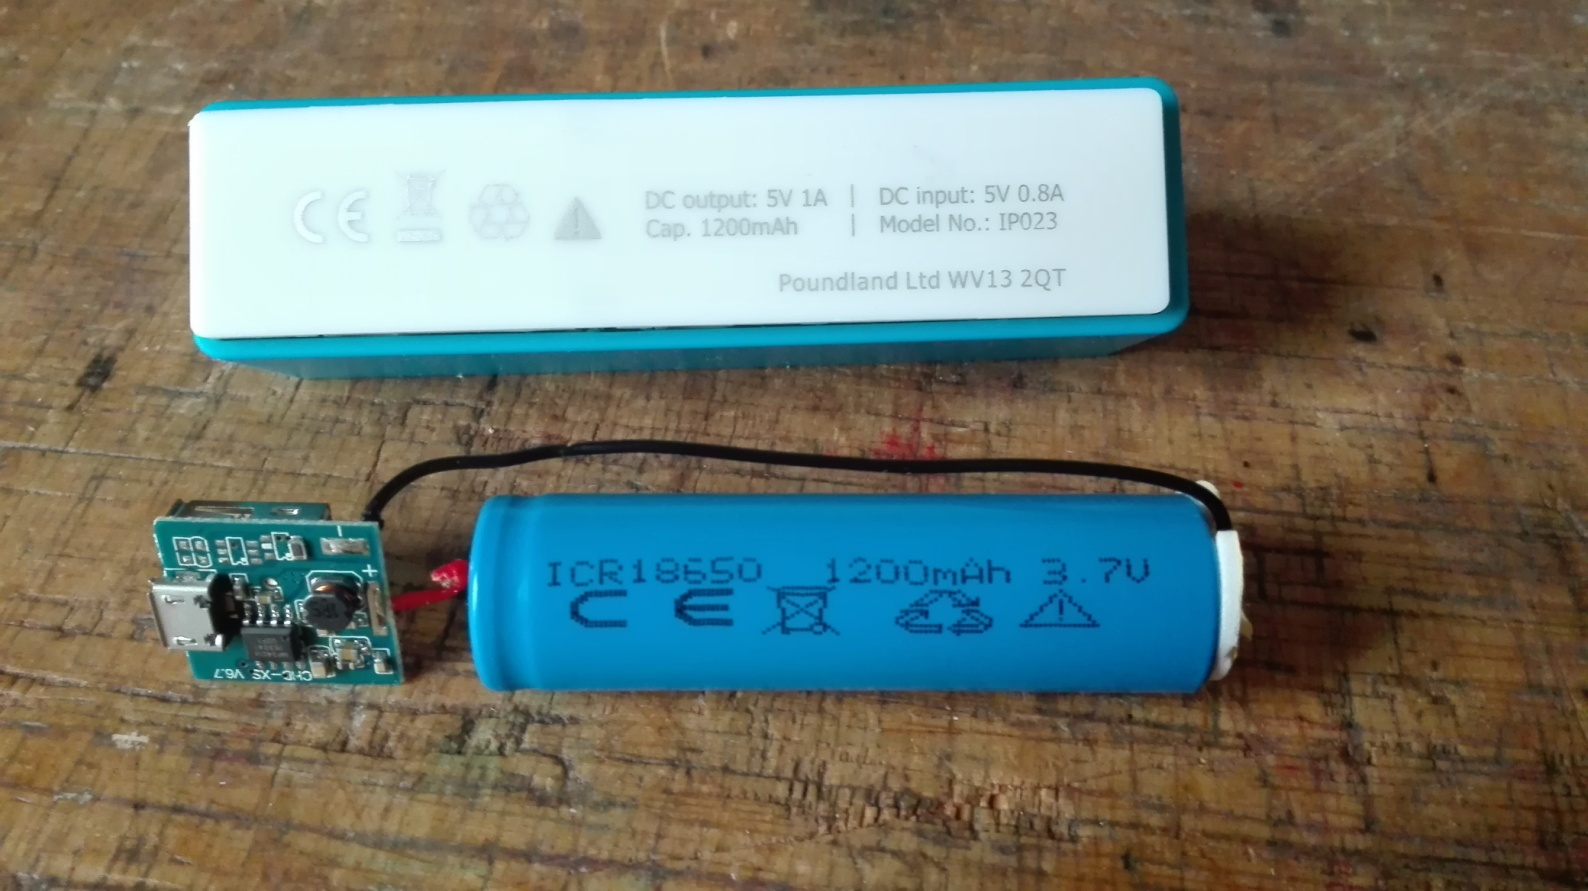 CE
DC output: 5V 1A | DC input: 5V 0.8A
Cap. 1200mAh | Model No.: IP023
Poundland Ltd WV13 2QT
ICR18650 1200mAh 3.7V
CE
- +
CHC-XS V6.7